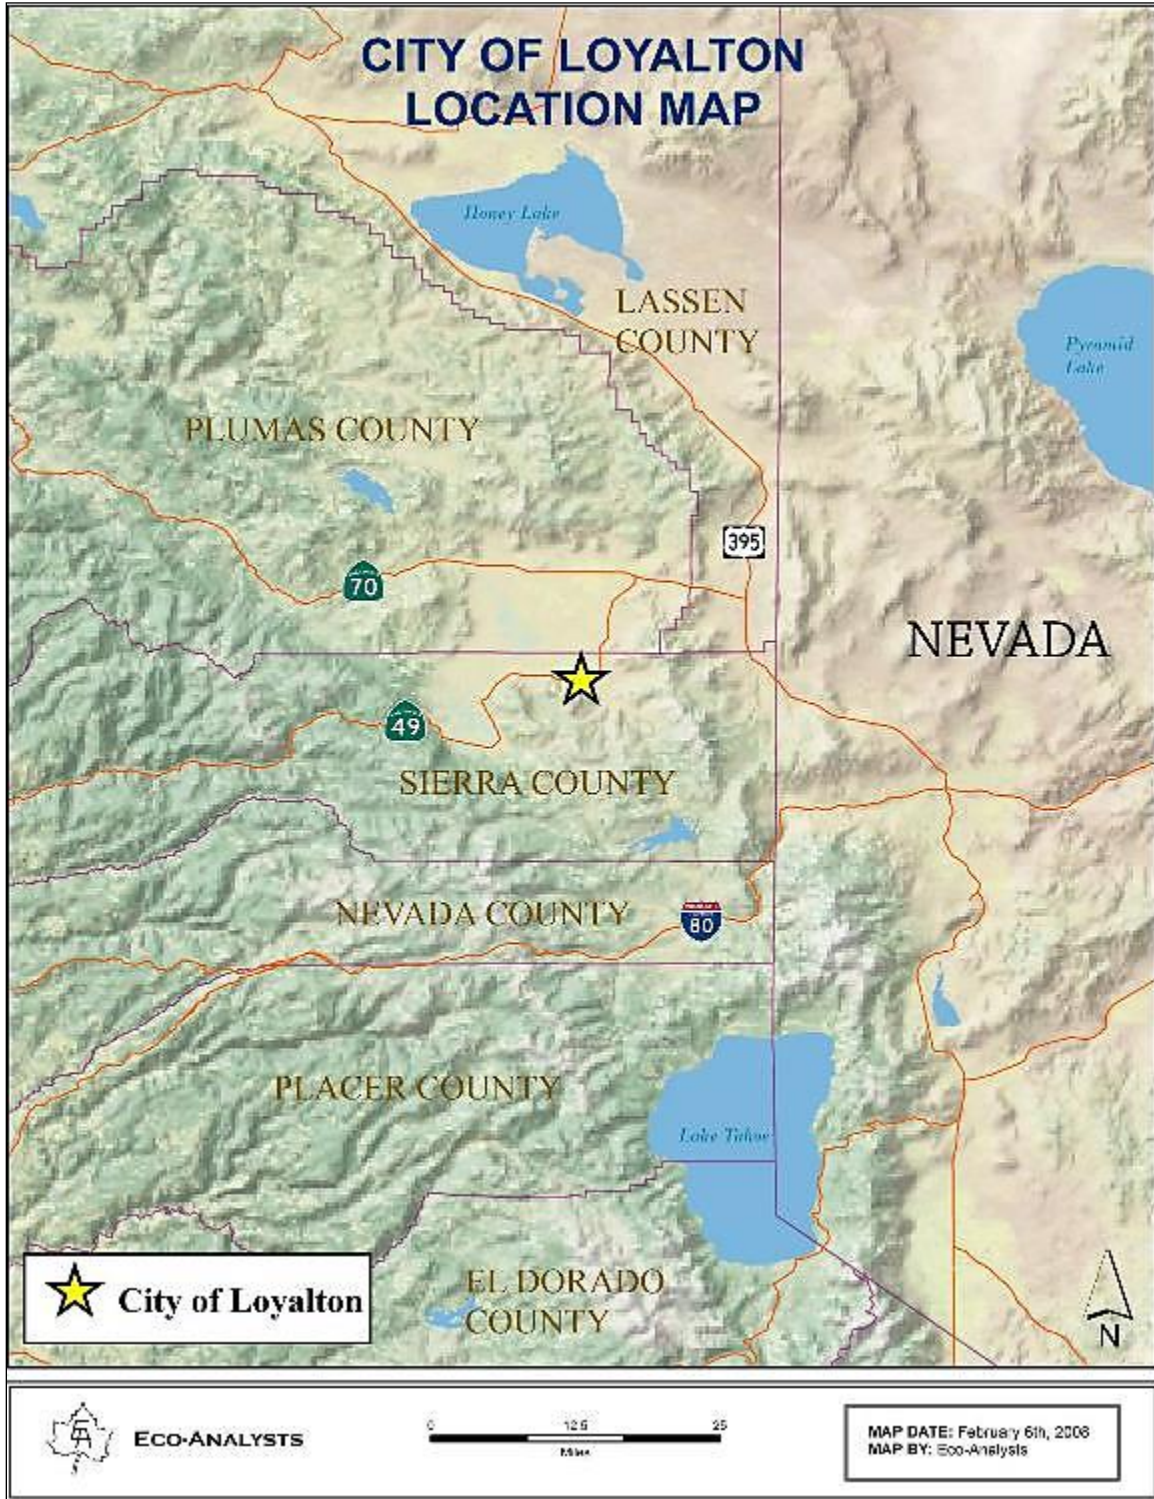 CITY OF LOYALTON
LOCATION MAP
Honey Lake
LASSEN
COUNTY
Pyramid
Lake
PLUMAS COUNTY
395
70
NEVADA
49
SIERRA COUNTY
NEVADA COUNTY
80
PLACER COUNTY
Lake Tahoe
EL DORADO
COUNTY
City of Loyalton
N
ECO-ANALYSTS
0 12.5 25
Miles
MAP DATE: February 6th, 2008
MAP BY: Eco-Analysts